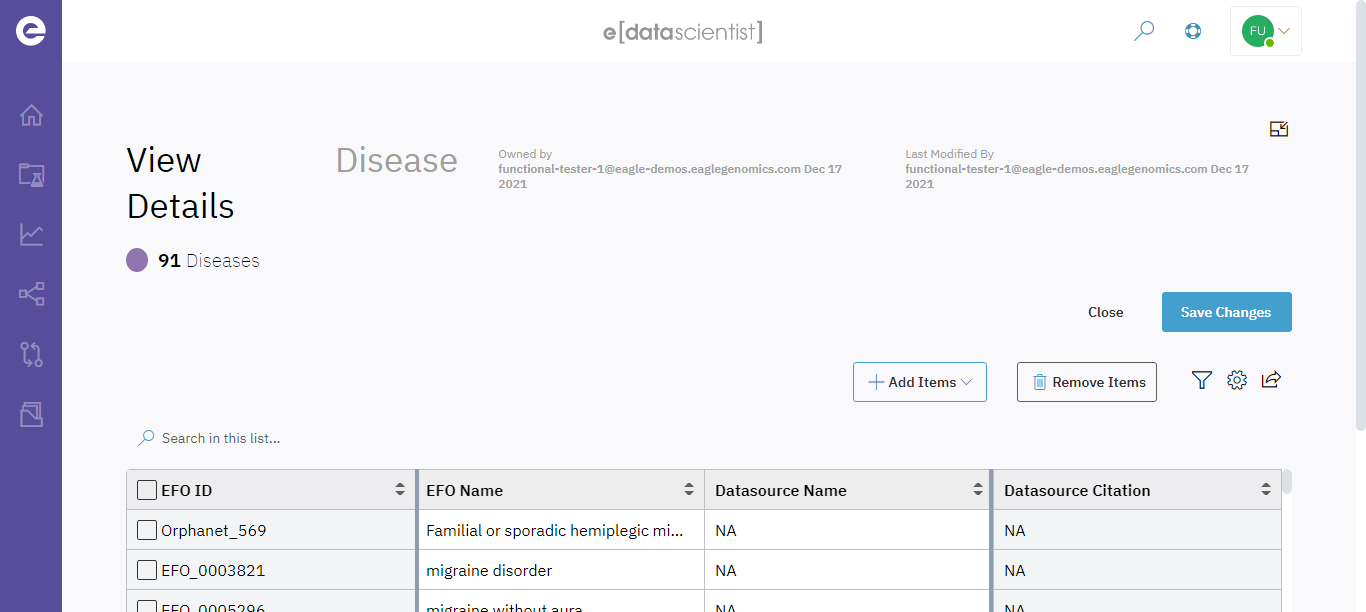 e[datascientist]
FU
View
Details
Disease
Owned by
functional-tester-1@eagle-demos.eaglegenomics.com Dec 17
2021
Last Modified By
functional-tester-1@eagle-demos.eaglegenomics.com Dec 17
2021
91 Diseases
Close
Save Changes
Add Items
Remove Items
Search in this list...
EFO ID EFO Name Datasource Name Datasource Citation
Orphanet_569 Familial or sporadic hemiplegic mi... NA NA
EFO_0003821 migraine disorder NA NA
EFO_0005296 migraine without aura NA NA